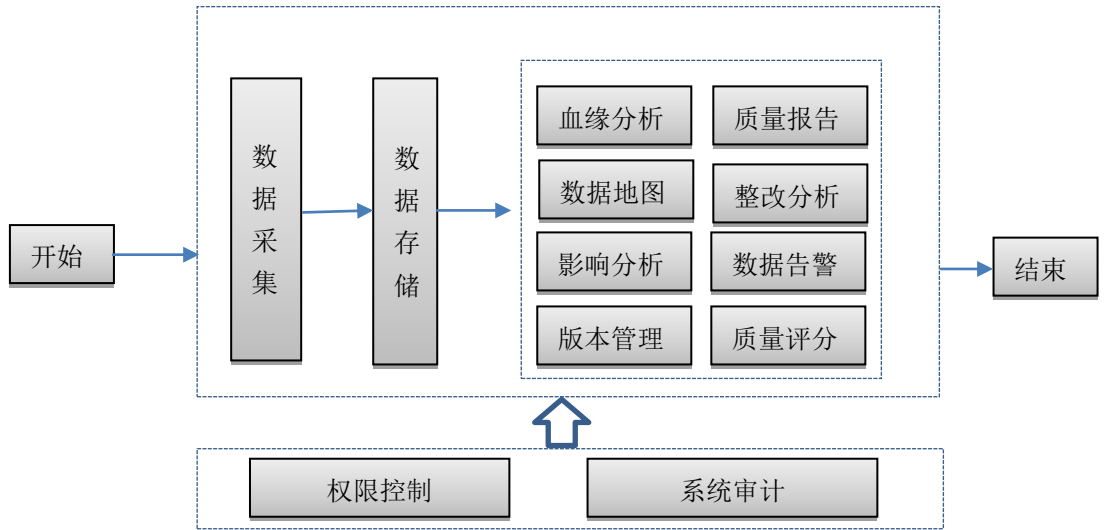 开始
数据采集
数据存储
血缘分析
质量报告
数据地图
整改分析
影响分析
数据告警
版本管理
质量评分
结束
权限控制
系统审计